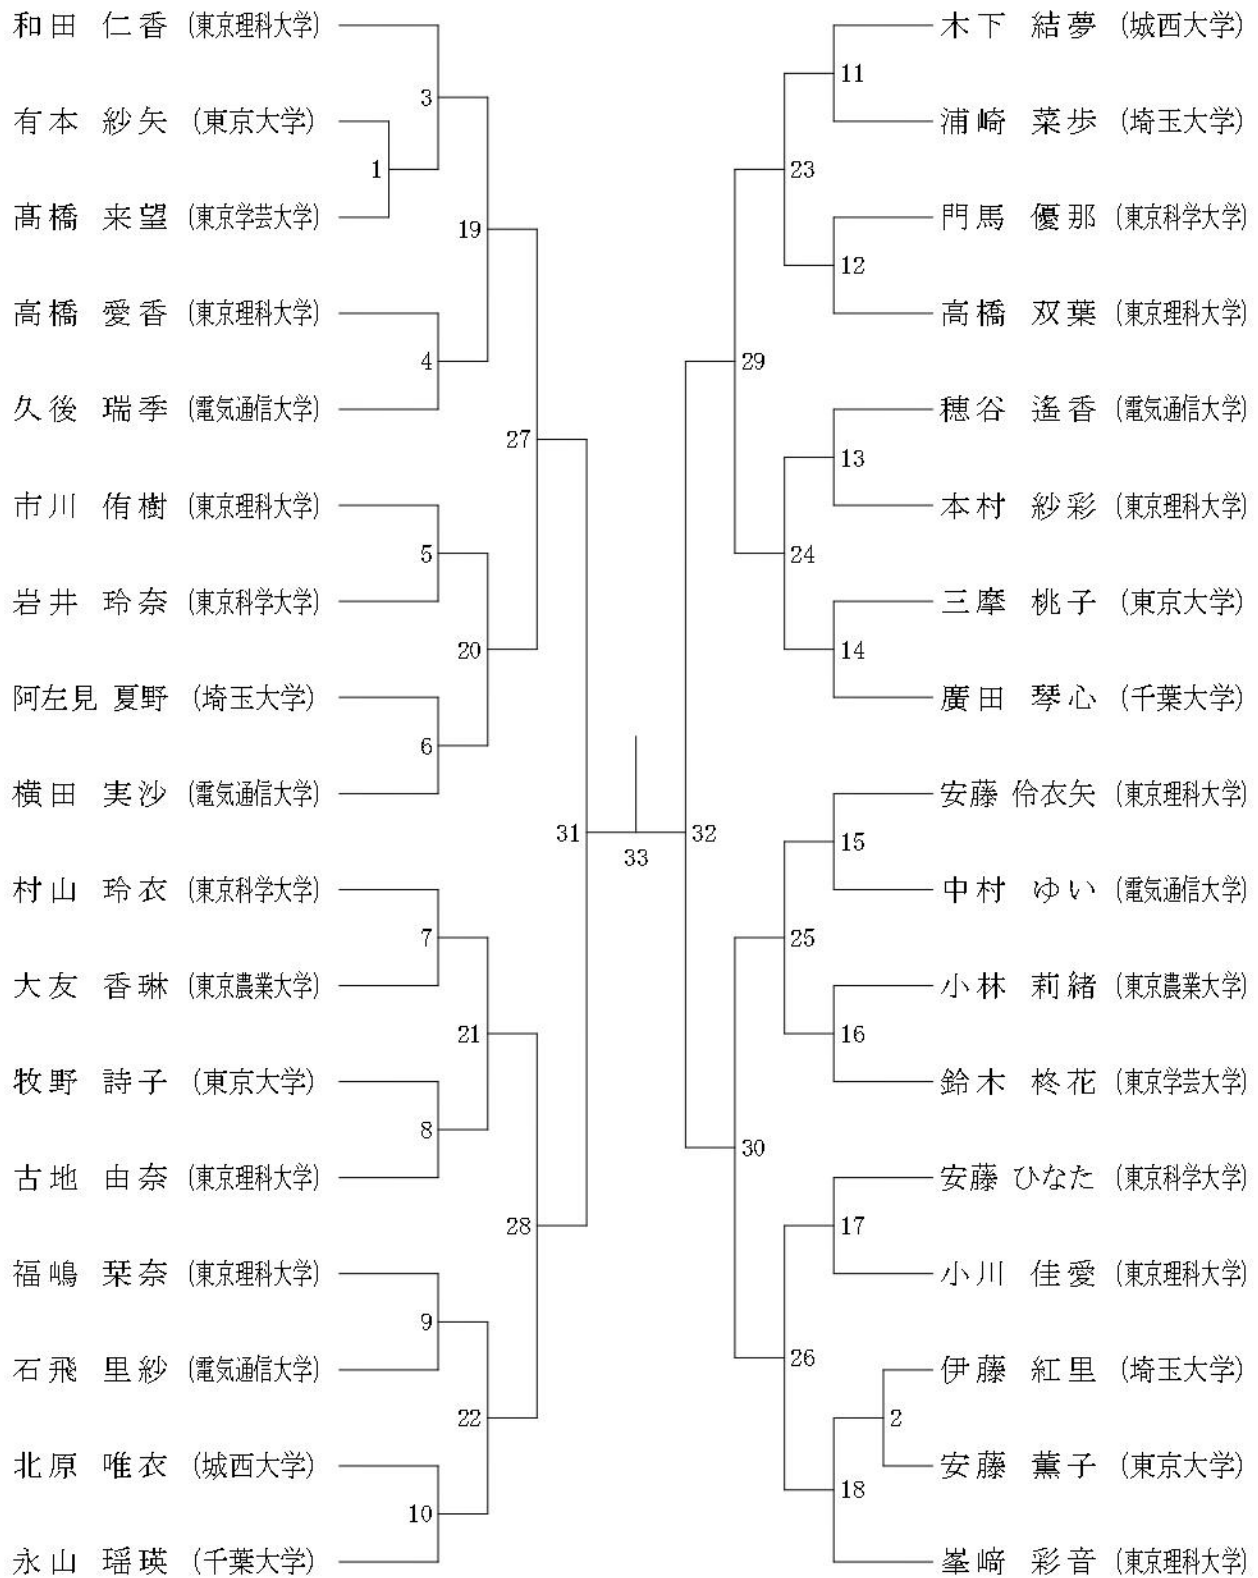 和田 仁香 (東京理科大学)
3
有本 紗矢 (東京大学)
1
髙橋 来望 (東京学芸大学)
19
高橋 愛香 (東京理科大学)
4
久後 瑞季 (電気通信大学)
27
市川 侑樹 (東京理科大学)
5
岩井 玲奈 (東京科学大学)
20
阿左見 夏野 (埼玉大学)
6
横田 実沙 (電気通信大学)
31
村山 玲衣 (東京科学大学)
7
大友 香琳 (東京農業大学)
21
牧野 詩子 (東京大学)
8
古地 由奈 (東京理科大学)
28
福嶋 栞奈 (東京理科大学)
9
石飛 里紗 (電気通信大学)
22
北原 唯衣 (城西大学)
10
永山 瑶瑛 (千葉大学)
33
木下 結夢 (城西大学)
11
浦崎 菜歩 (埼玉大学)
23
門馬 優那 (東京科学大学)
12
高橋 双葉 (東京理科大学)
29
穂谷 遙香 (電気通信大学)
13
本村 紗彩 (東京理科大学)
24
三摩 桃子 (東京大学)
14
廣田 琴心 (千葉大学)
32
安藤 伶衣矢 (東京理科大学)
15
中村 ゆい (電気通信大学)
25
小林 莉緒 (東京農業大学)
16
鈴木 柊花 (東京学芸大学)
30
安藤 ひなた (東京科学大学)
17
小川 佳愛 (東京理科大学)
26
伊藤 紅里 (埼玉大学)
2
安藤 薫子 (東京大学)
18
峯﨑 彩音 (東京理科大学)